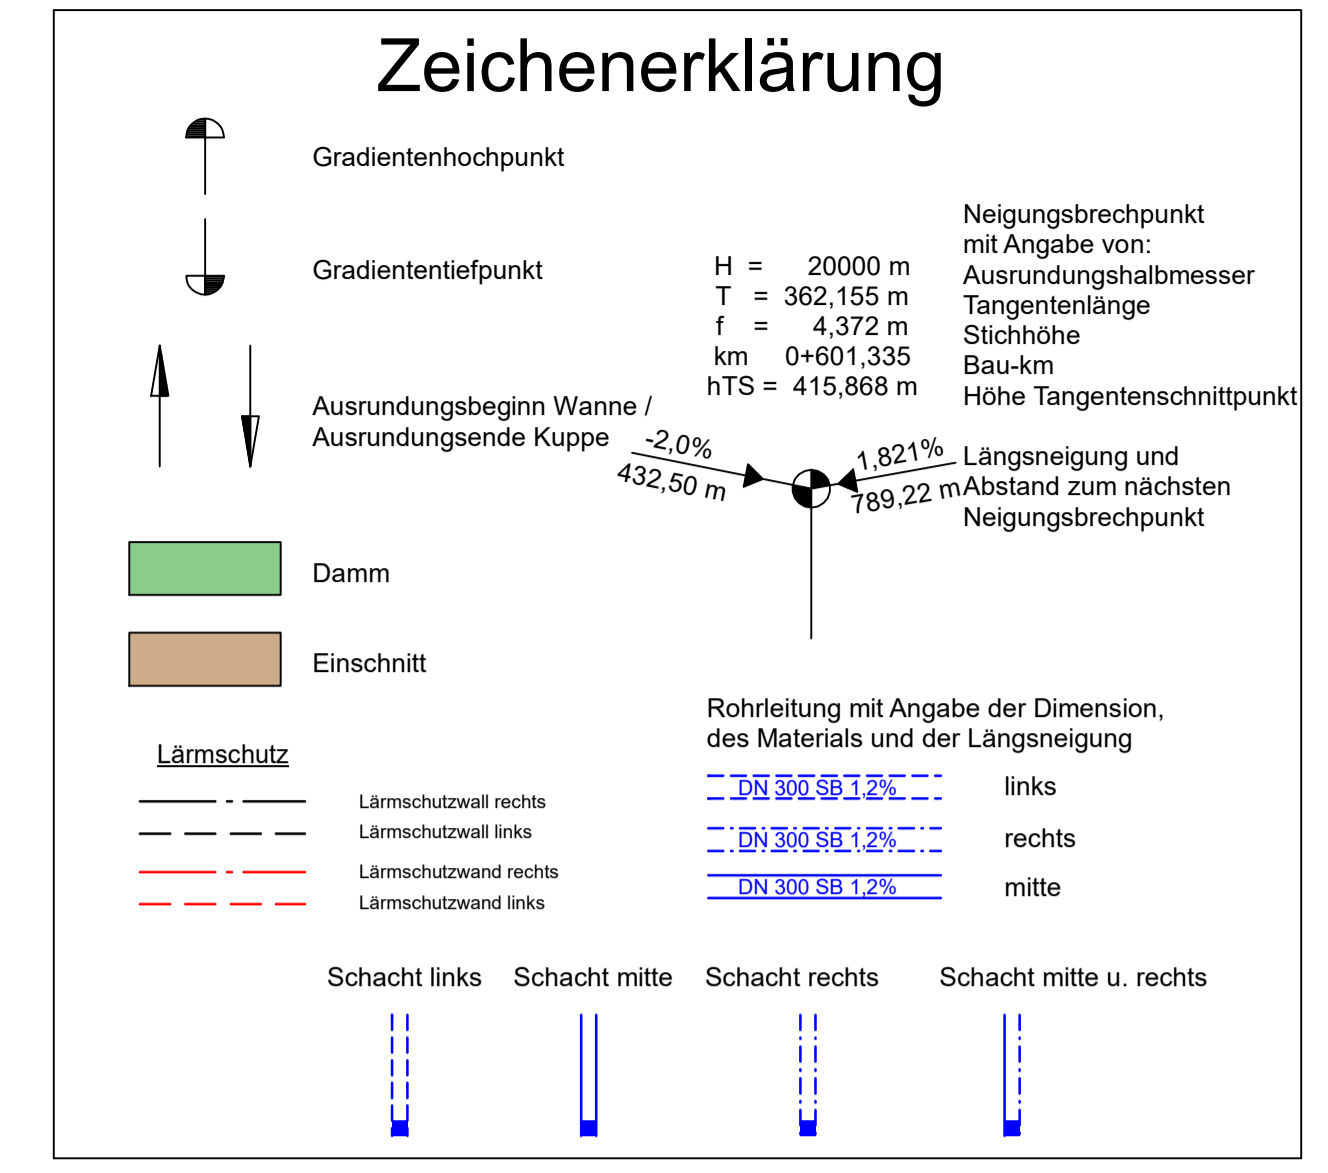 Zeichenerklärung
Gradientenhochpunkt
Gradiententiefpunkt
Ausrundungsbeginn Wanne /
Ausrundungsende Kuppe
H = 20000 m
T = 362,155 m
f = 4,372 m
km 0+601,335
hTS = 415,868 m
Neigungsbrechpunkt
mit Angabe von:
Ausrundungshalbmesser
Tangentenlänge
Stichhöhe
Bau-km
Höhe Tangentenschnittpunkt
-2,0%
432,50 m
1,821%
789,22 m
Längsneigung und
Abstand zum nächsten
Neigungsbrechpunkt
Damm
Einschnitt
Lärmschutz
Lärmschutzwall rechts
Lärmschutzwall links
Lärmschutzwand rechts
Lärmschutzwand links
Rohrleitung mit Angabe der Dimension,
des Materials und der Längsneigung
DN 300 SB 1,2% links
DN 300 SB 1,2% rechts
DN 300 SB 1,2% mitte
Schacht links Schacht mitte Schacht rechts Schacht mitte u. rechts